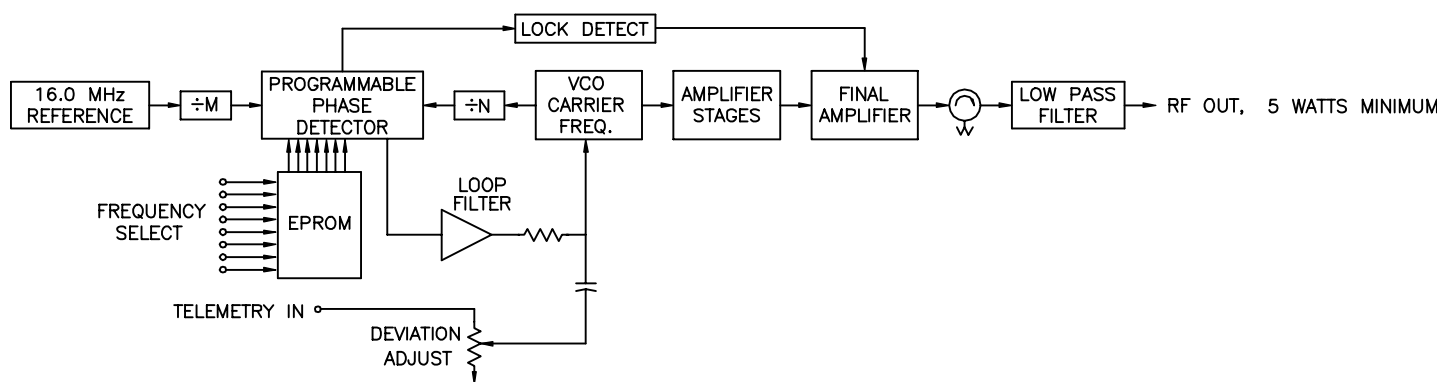 LOCK DETECT
16.0 MHz
REFERENCE
÷M
PROGRAMMABLE
PHASE
DETECTOR
÷N
VCO
CARRIER
FREQ.
AMPLIFIER
STAGES
FINAL
AMPLIFIER
LOW PASS
FILTER
RF OUT, 5 WATTS MINIMUM
FREQUENCY
SELECT
EPROM
LOOP
FILTER
TELEMETRY IN
DEVIATION
ADJUST